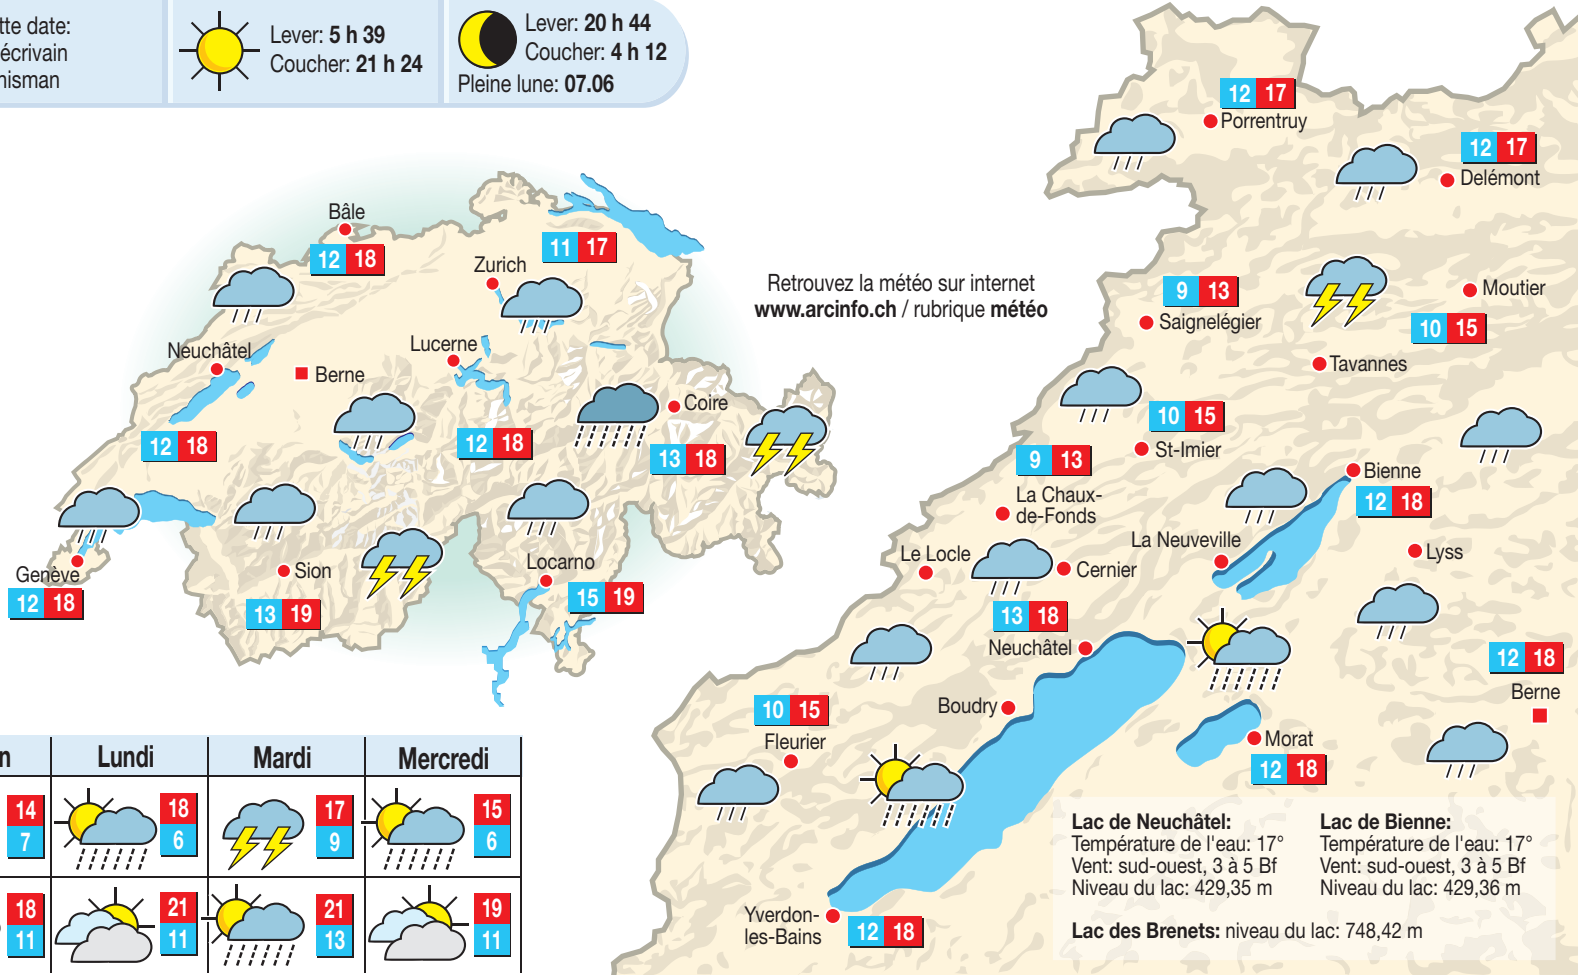 tte date:
écrivain
nisman
Lever: 5 h 39
Coucher: 21 h 24
Lever: 20 h 44
Coucher: 4 h 12
Pleine lune: 07.06
Bâle
12 18
11 17
Zurich
Neuchâtel
Lucerne
Berne
Coire
12 18
12 18
13 18
Genève
12 18
Sion
13 19
Locarno
15 19
Retrouvez la météo sur internet
www.arcinfo.ch / rubrique météo
12 17
Porrentruy
12 17
Delémont
9 13
Saignelégier
Moutier
10 15
Tavannes
10 15
St-Imier
9 13
La Chaux-
de-Fonds
Bienne
12 18
La Neuveville
Lyss
Le Locle
Cernier
13 18
Neuchâtel
12 18
Berne
Boudry
10 15
Fleurier
Morat
12 18
Yverdon-
les-Bains
12 18
Lac de Neuchâtel:
Température de l'eau: 17°
Vent: sud-ouest, 3 à 5 Bf
Niveau du lac: 429,35 m
Lac de Bienne:
Température de l'eau: 17°
Vent: sud-ouest, 3 à 5 Bf
Niveau du lac: 429,36 m
Lac des Brenets: niveau du lac: 748,42 m
n Lundi Mardi Mercredi
14 18 17 15
7 6 9 6
18 21 21 19
11 11 13 11